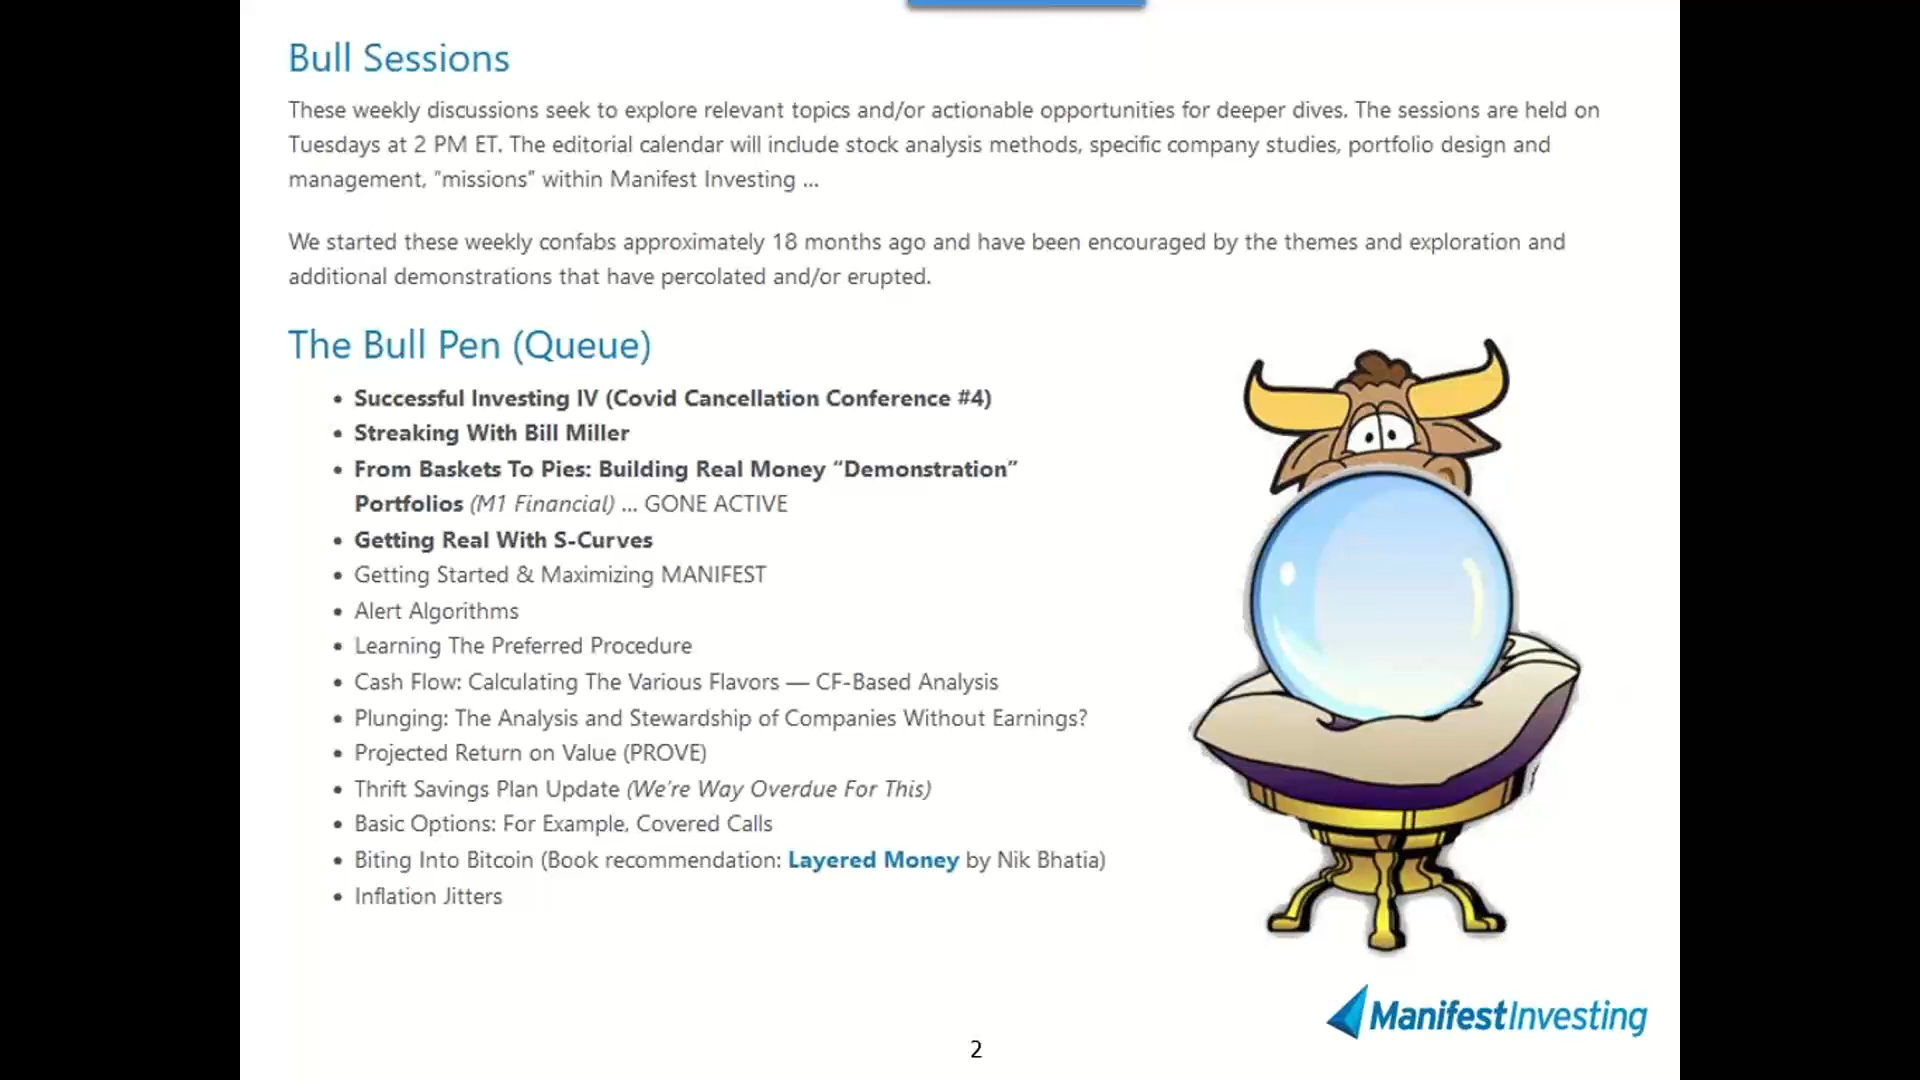 Bull Sessions
These weekly discussions seek to explore relevant topics and/or actionable opportunities for deeper dives. The sessions are held on
Tuesdays at 2 PM ET. The editorial calendar will include stock analysis methods, specific company studies, portfolio design and
management, "missions" within Manifest Investing ...
We started these weekly confabs approximately 18 months ago and have been encouraged by the themes and exploration and
additional demonstrations that have percolated and/or erupted.
The Bull Pen (Queue)
• Successful Investing IV (Covid Cancellation Conference #4)
• Streaking With Bill Miller
• From Baskets To Pies: Building Real Money “Demonstration”
Portfolios (M1 Financial) ... GONE ACTIVE
• Getting Real With S-Curves
• Getting Started & Maximizing MANIFEST
• Alert Algorithms
• Learning The Preferred Procedure
• Cash Flow: Calculating The Various Flavors — CF-Based Analysis
• Plunging: The Analysis and Stewardship of Companies Without Earnings?
• Projected Return on Value (PROVE)
• Thrift Savings Plan Update (We’re Way Overdue For This)
• Basic Options: For Example, Covered Calls
• Biting Into Bitcoin (Book recommendation: Layered Money by Nik Bhatia)
• Inflation Jitters
ManifestInvesting
2